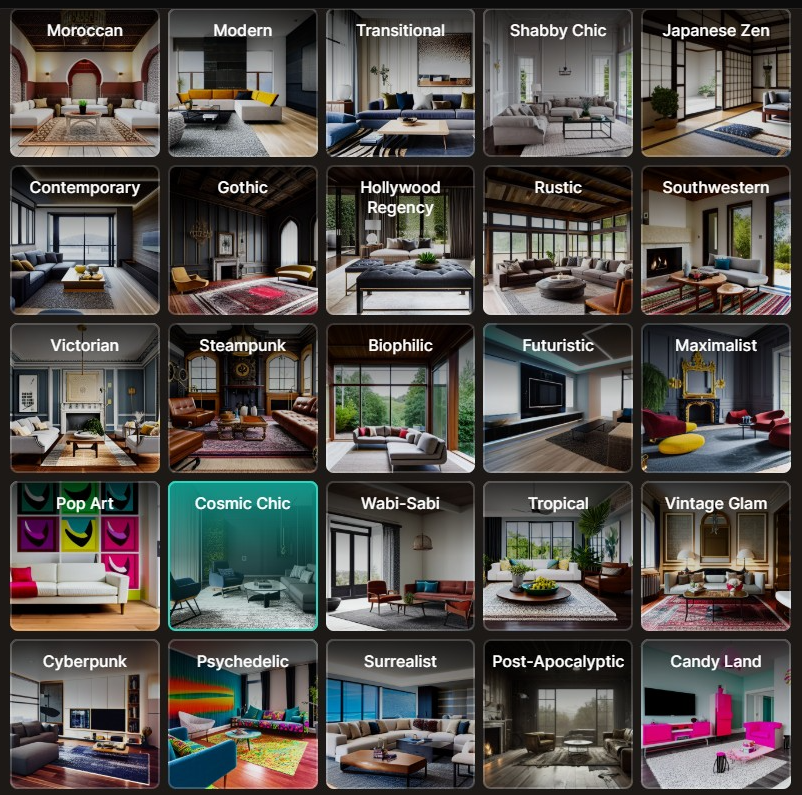 Moroccan
Modern
Transitional
Shabby Chic
Japanese Zen
Contemporary
Gothic
Hollywood
Regency
Rustic
Southwestern
Victorian
Steampunk
Biophilic
Futuristic
Maximalist
Pop Art
Cosmic Chic
Wabi-Sabi
Tropical
Vintage Glam
Cyberpunk
Psychedelic
Surrealist
Post-Apocalyptic
Candy Land